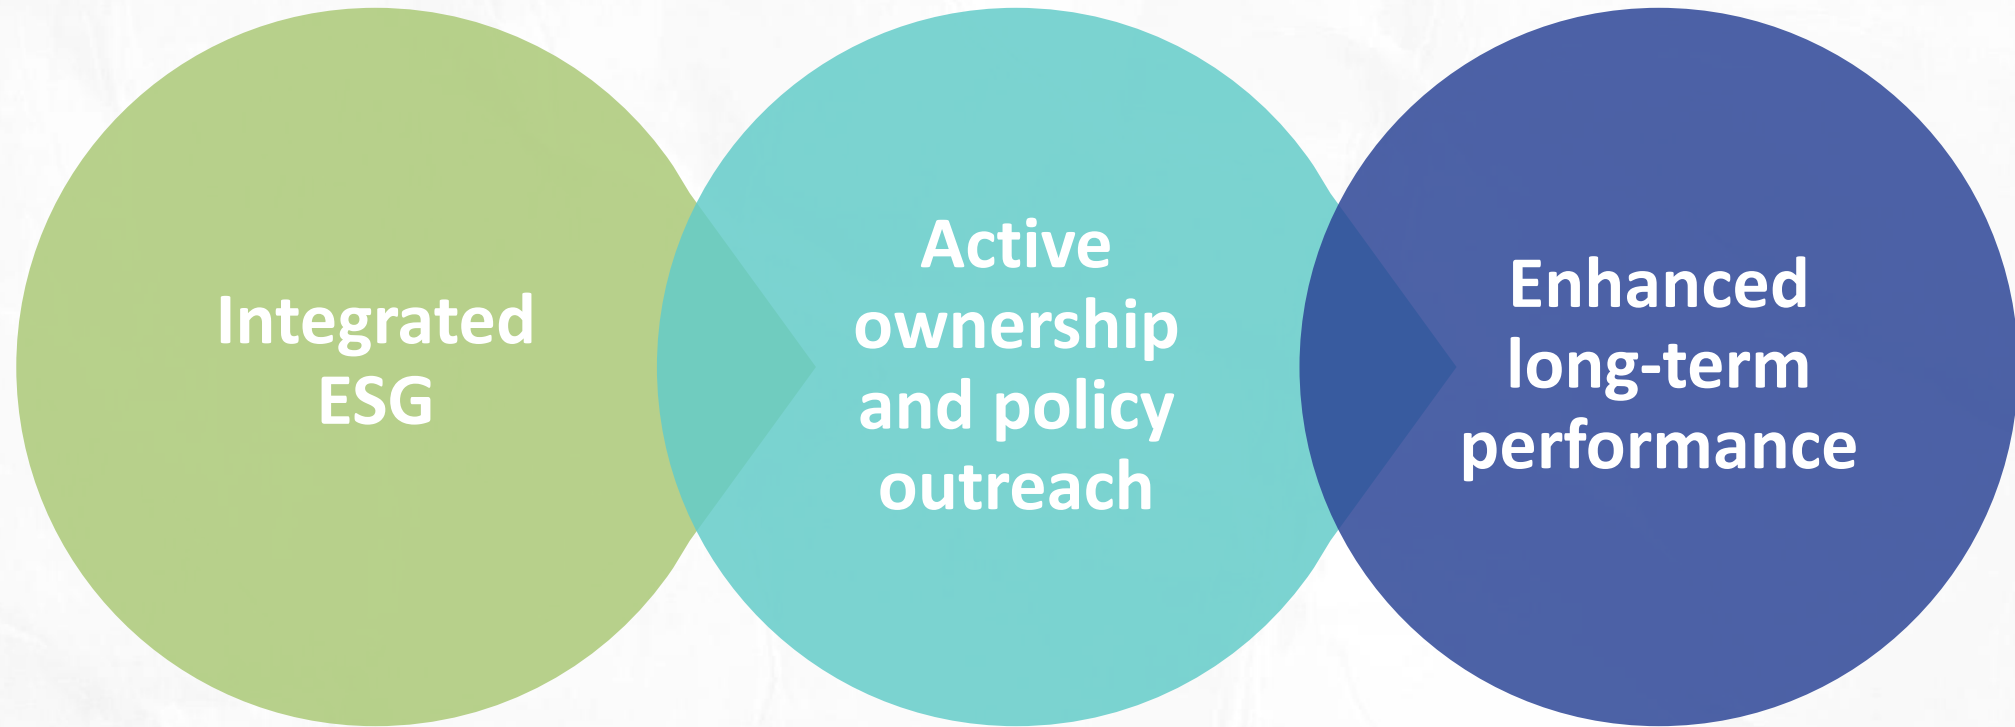 Integrated
ESG
Active
ownership
and policy
outreach
Enhanced
long-term
performance